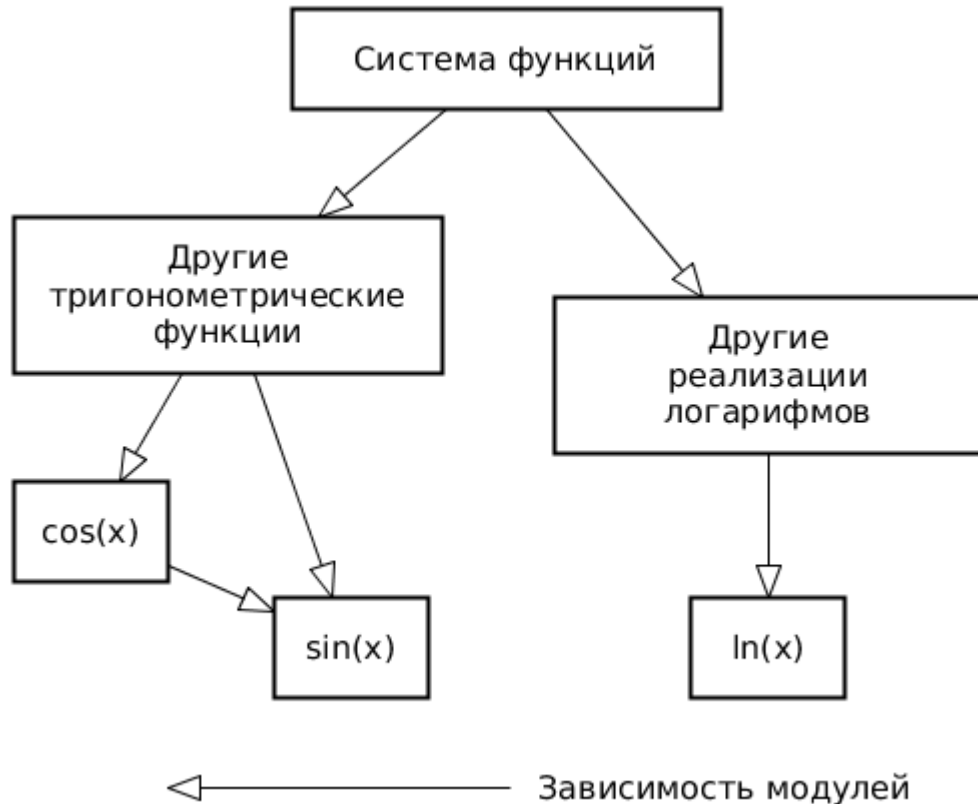 Система функций
Другие
тригонометрические
функции
Другие
реализации
логарифмов
cos(x)
sin(x)
ln(x)
Зависимость модулей